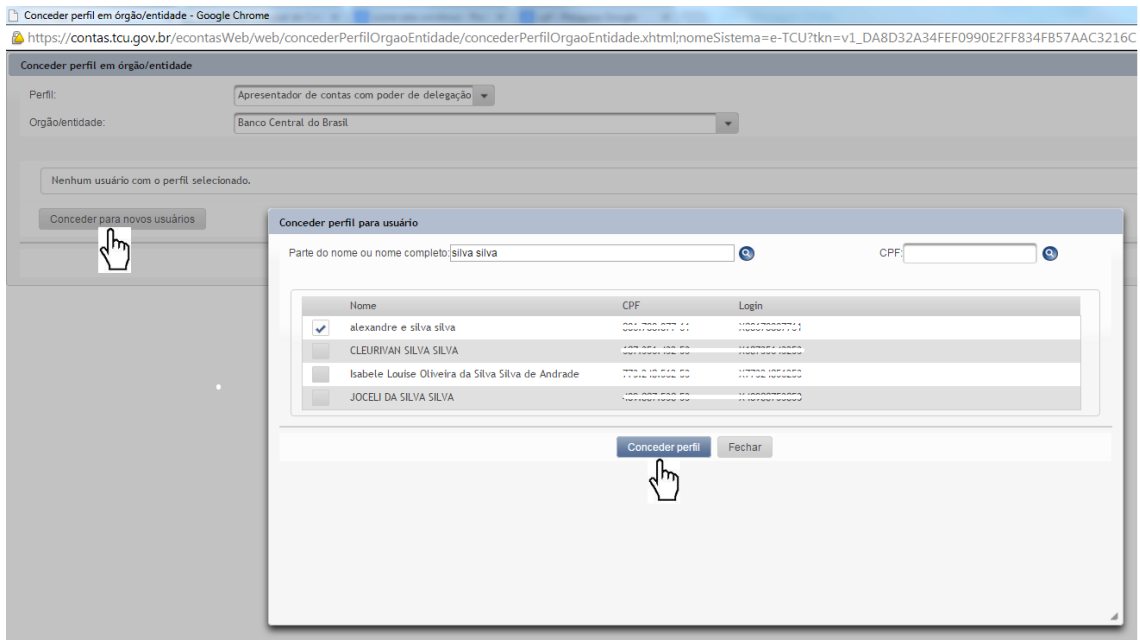 Conceder perfil em órgão/entidade - Google Chrome
https://contas.tcu.gov.br/econtasWeb/web/concederPerfilOrgaoEntidade/concederPerfilOrgaoEntidade.xhtml;nomeSistema=e-TCU?tkn=v1_DA8D32A34FEF0990E2FF834FB57AAC3216C
Conceder perfil em órgão/entidade
Perfil: Apresentador de contas com poder de delegação
Orgão/entidade: Banco Central do Brasil
Nenhum usuário com o perfil selecionado.
Conceder para novos usuários
Conceder perfil para usuário
Parte do nome ou nome completo: silva silva CPF:
Nome CPF Login
alexandre e silva silva
CLEURIVAN SILVA SILVA
Isabele Louise Oliveira da Silva Silva de Andrade
JOCELI DA SILVA SILVA
Conceder perfil Fechar